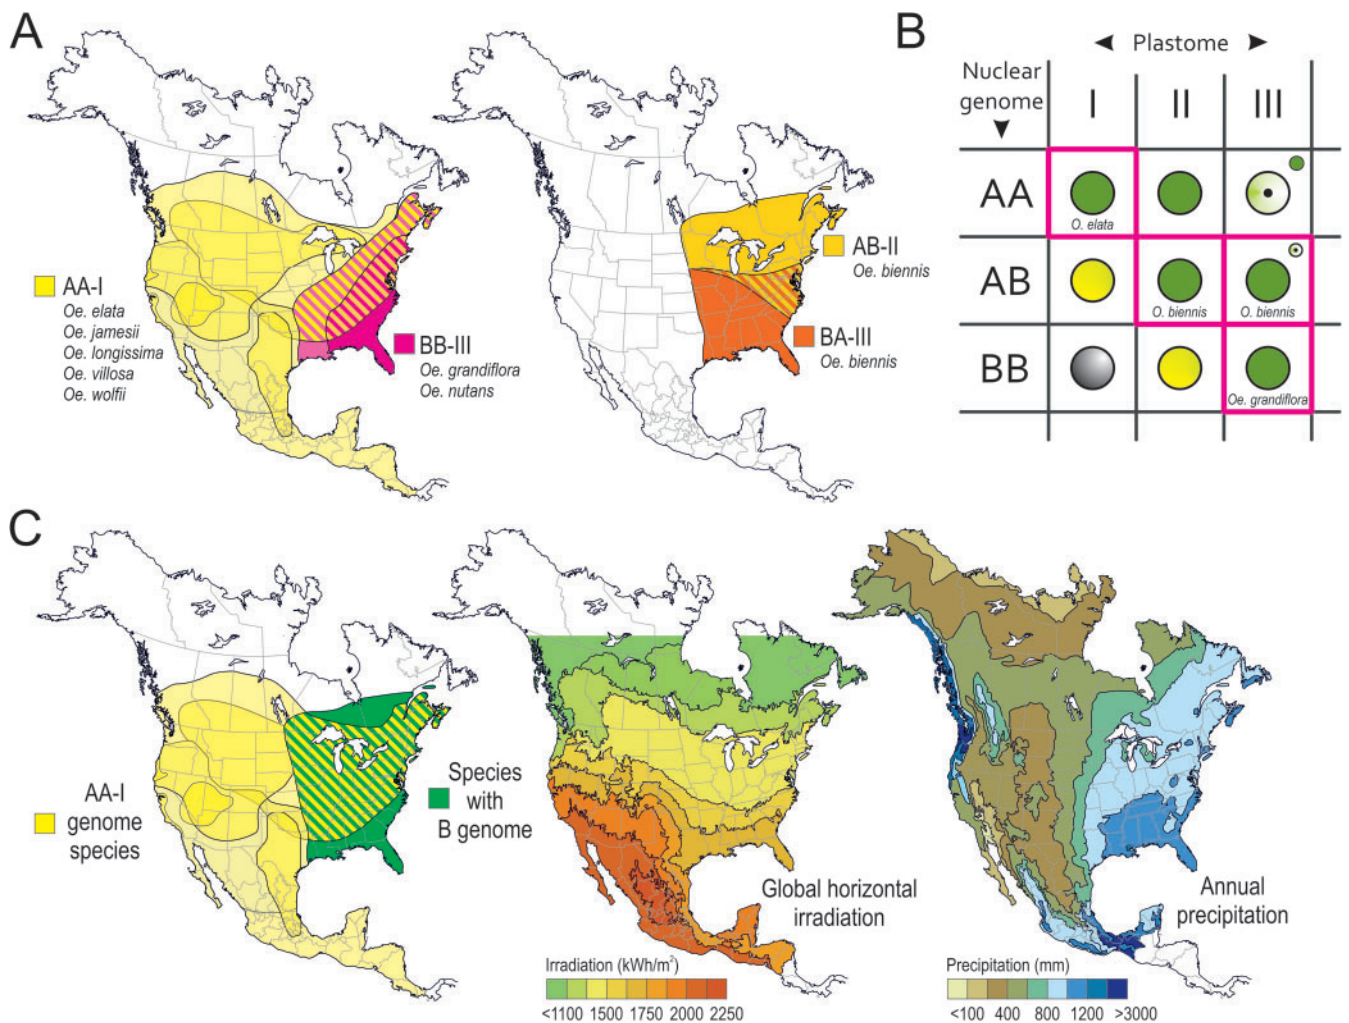 A
AA-I
Oe. elata
Oe. jamesii
Oe. longissima
Oe. villosa
Oe. wolfii
BB-III
Oe. grandiflora
Oe. nutans
AB-II
Oe. biennis
BA-III
Oe. biennis
B
◄ Plastome ►
Nuclear
genome
▼
I II III
AA
O. elata
AB
O. biennis O. biennis
BB
Oe. grandiflora
C
AA-I
genome
species
Species
with
B genome
Global horizontal
irradiation
Irradiation (kWh/m²)
<1100 1500 1750 2000 2250
Annual
precipitation
Precipitation (mm)
<100 400 800 1200 >3000